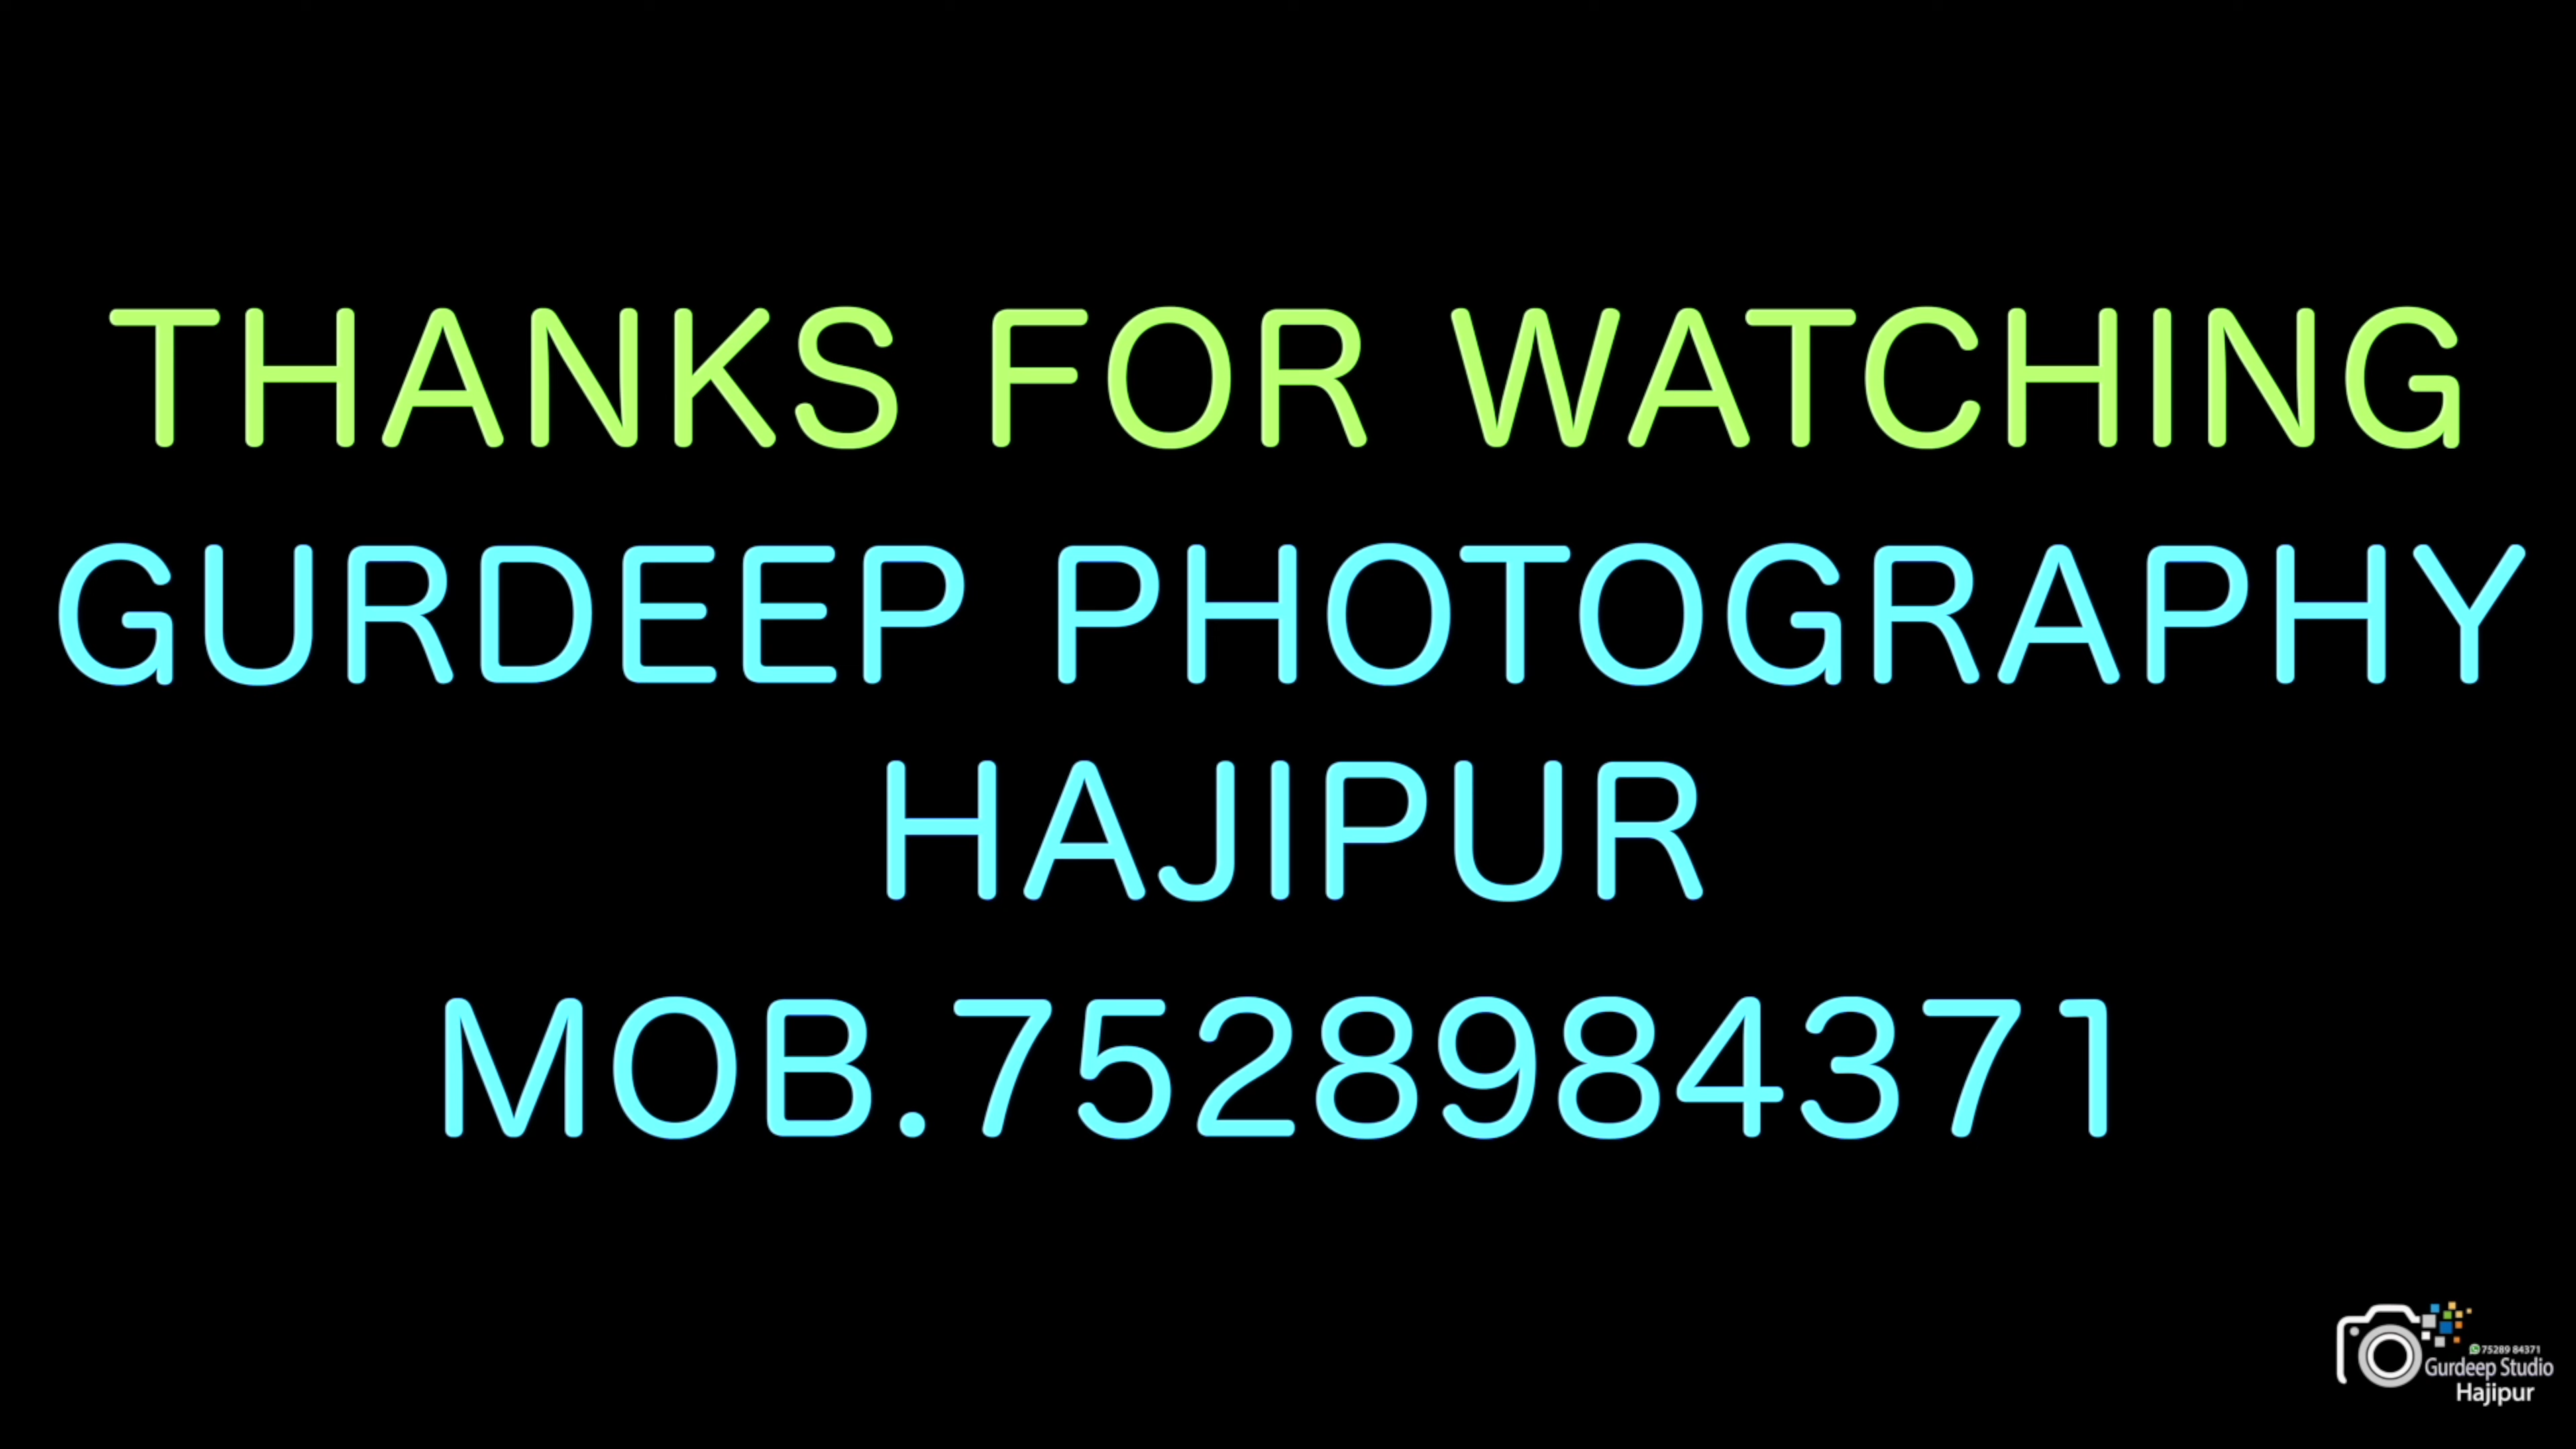 THANKS FOR WATCHING
GURDEEP PHOTOGRAPHY
HAJIPUR
MOB.7528984371
75289 84371
Gurdeep Studio
Hajipur